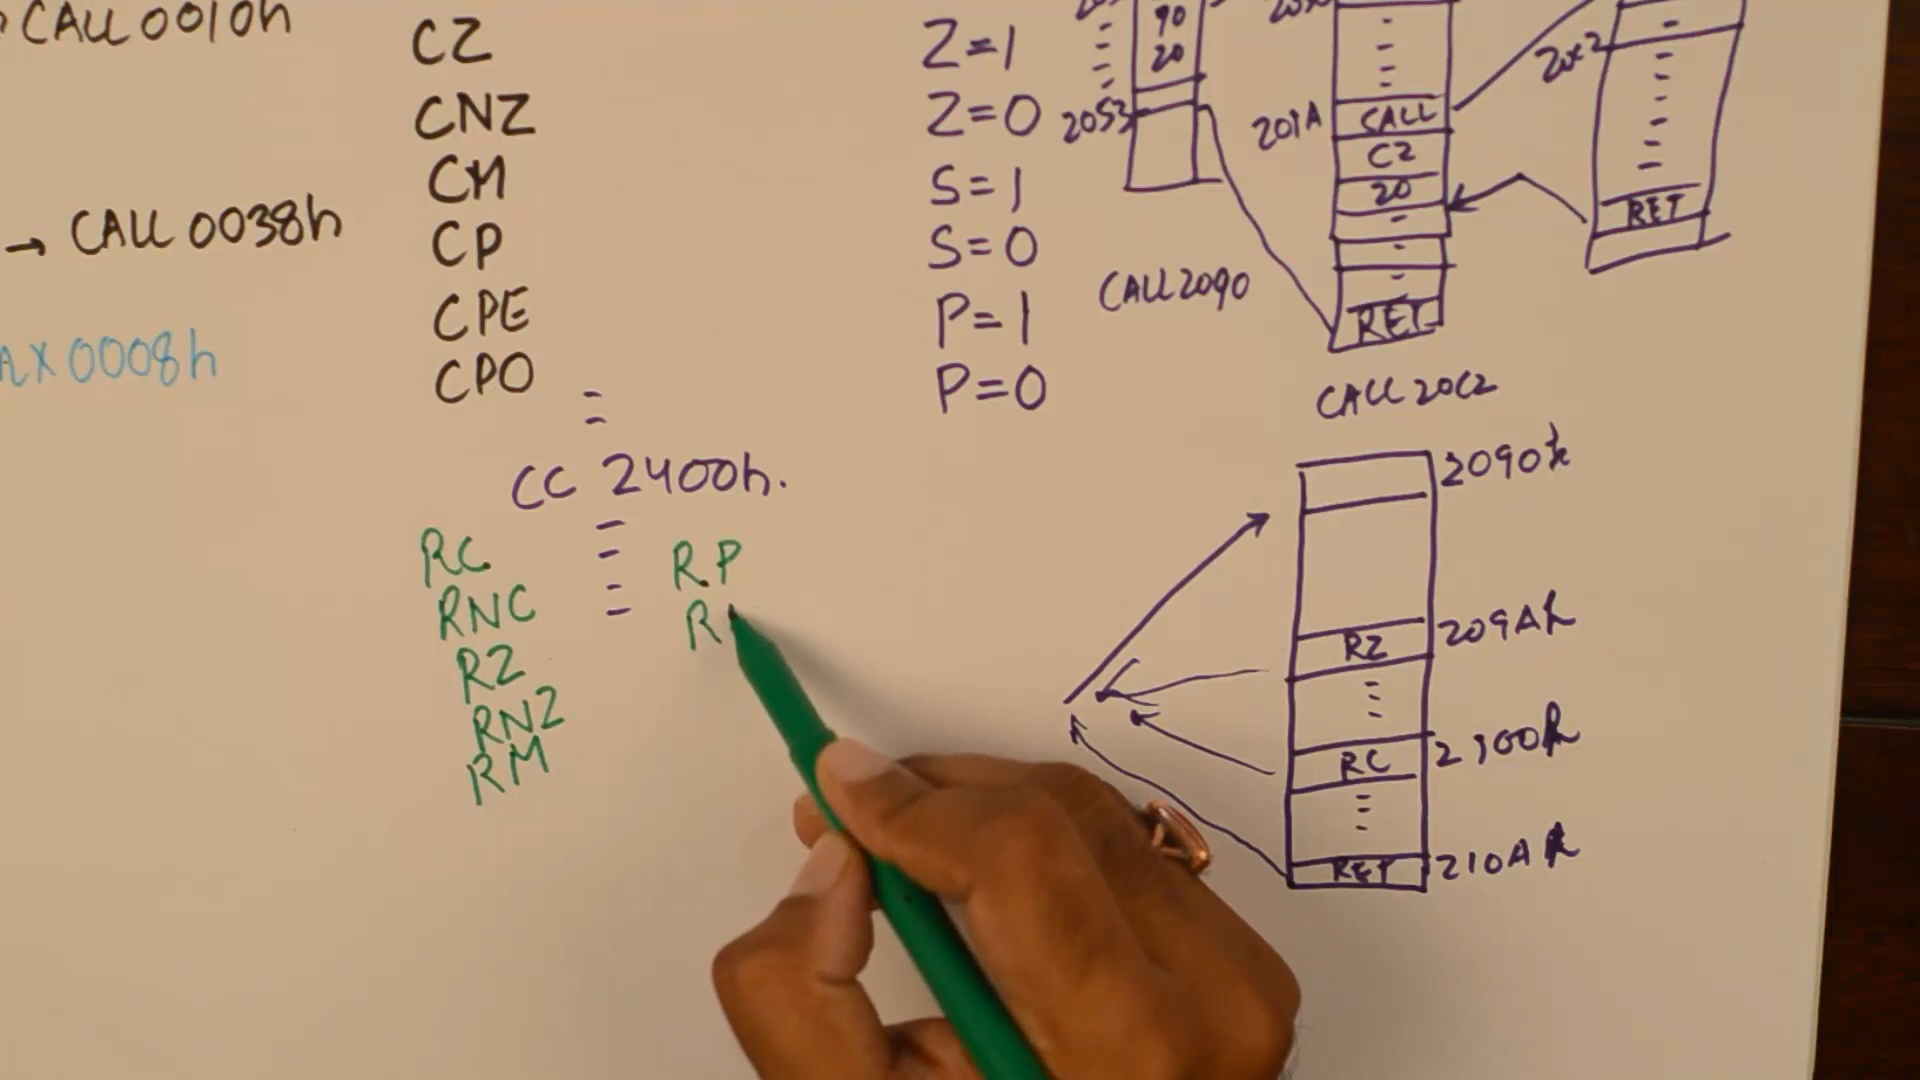 CALL 0010h
CZ Z=1
CNZ Z=0
CM S=1
→ CALL 0038h
CP S=0
CPE P=1
X 0008h
CPO P=0
CC 2400h.
RC
RNC
RZ
RNZ
RM
RP
R
90
20
2053
CALL 2090
201A CALL
C2
20
RET
CALL 20C2
RET
2090h
RZ 209Ah
RC 2100h
RET 210Ah